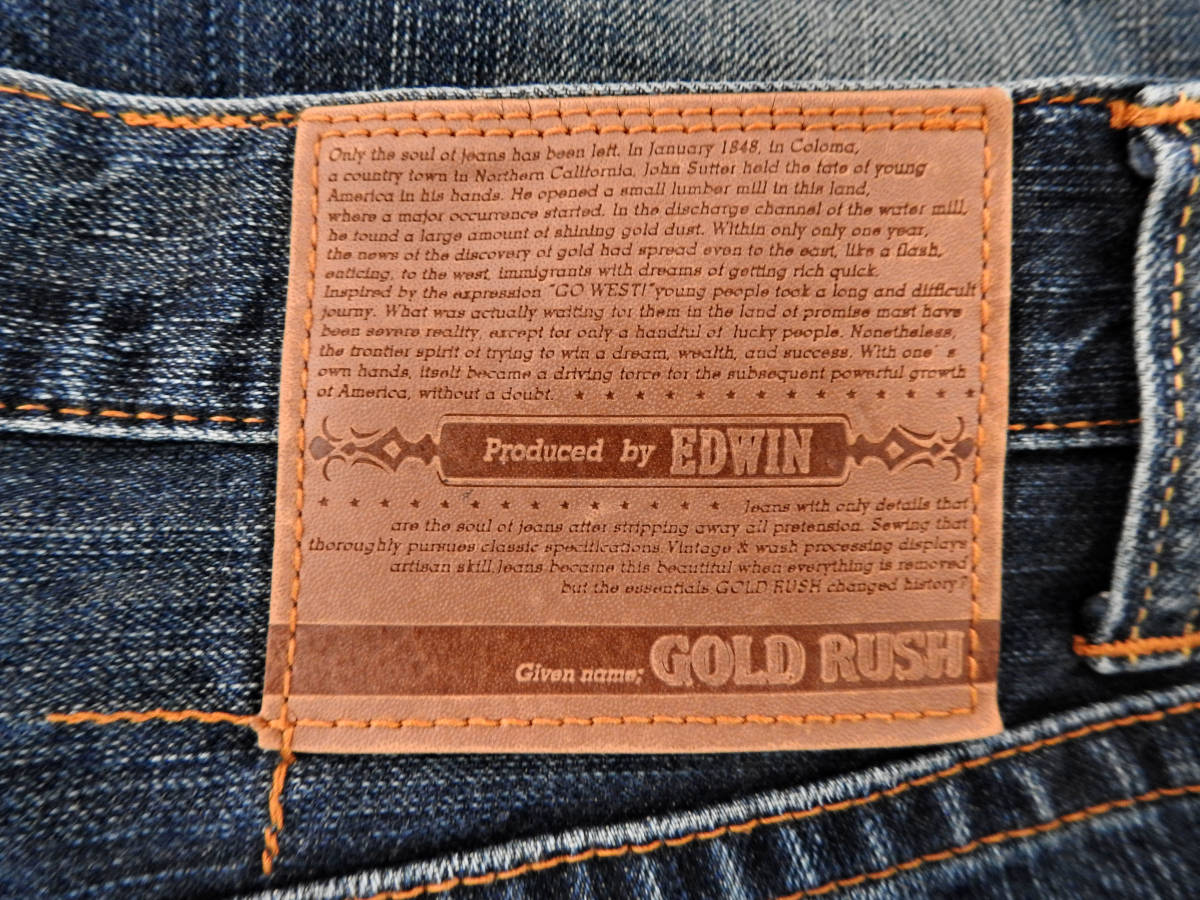 Only the soul of jeans has been left. In January 1848, in Coloma,
a country town in Northern California, John Sutter held the fate of young
America in his hands. He opened a small lumber mill in this land,
where a major occurrence started. In the discharge channel of the water mill,
he found a large amount of shining gold dust. Within only only one year,
the news of the discovery of gold had spread even to the east, like a flash,
enticing, to the west, immigrants with dreams of getting rich quick.
Inspired by the expression "GO WEST!"young people took a long and difficult
journy. What was actually waiting for them in the land of promise mast have
been severe reality, except for only a handful of lucky people. Nonetheless,
the frontier spirit of trying to win a dream, wealth, and success. With one's
own hands, itself became a driving force for the subsequent powerful growth
of America, without a doubt.
Produced by EDWIN
Jeans with only details that
are the soul of jeans after stripping away all pretension. Sewing that
thoroughly pursues classic specifications.Vintage & wash processing displays
artisan skill.Jeans became this beautiful when everything is removed
but the essentials.GOLD RUSH changed history?
Given name; GOLD RUSH